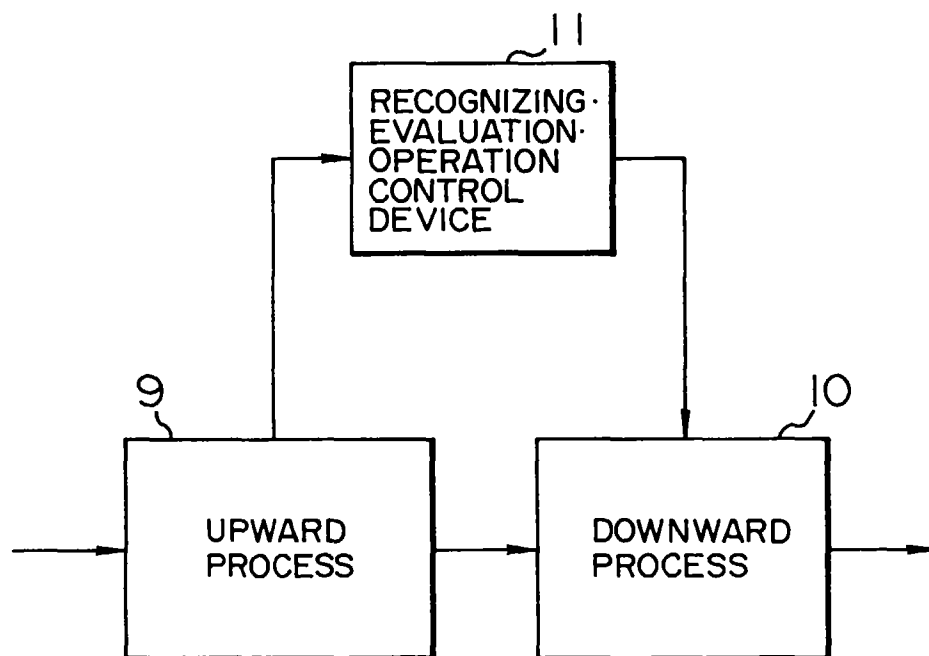 11
RECOGNIZING·
EVALUATION·
OPERATION
CONTROL
DEVICE
9
10
UPWARD
PROCESS
DOWNWARD
PROCESS